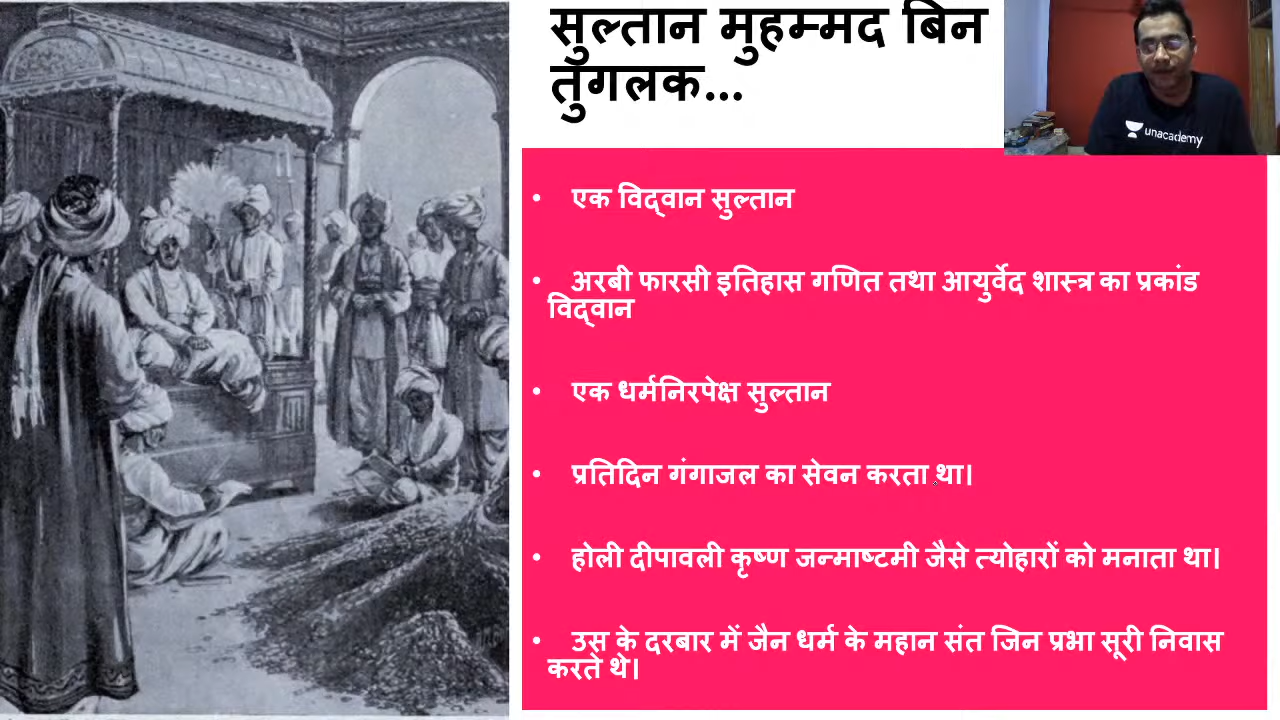 सुल्तान मुहम्मद बिन
तुगलक...
unacademy
• एक विद्वान सुल्तान
• अरबी फारसी इतिहास गणित तथा आयुर्वेद शास्त्र का प्रकांड
विद्वान
• एक धर्मनिरपेक्ष सुल्तान
• प्रतिदिन गंगाजल का सेवन करता था।
• होली दीपावली कृष्ण जन्माष्टमी जैसे त्योहारों को मनाता था।
• उस के दरबार में जैन धर्म के महान संत जिन प्रभा सूरी निवास
करते थे।